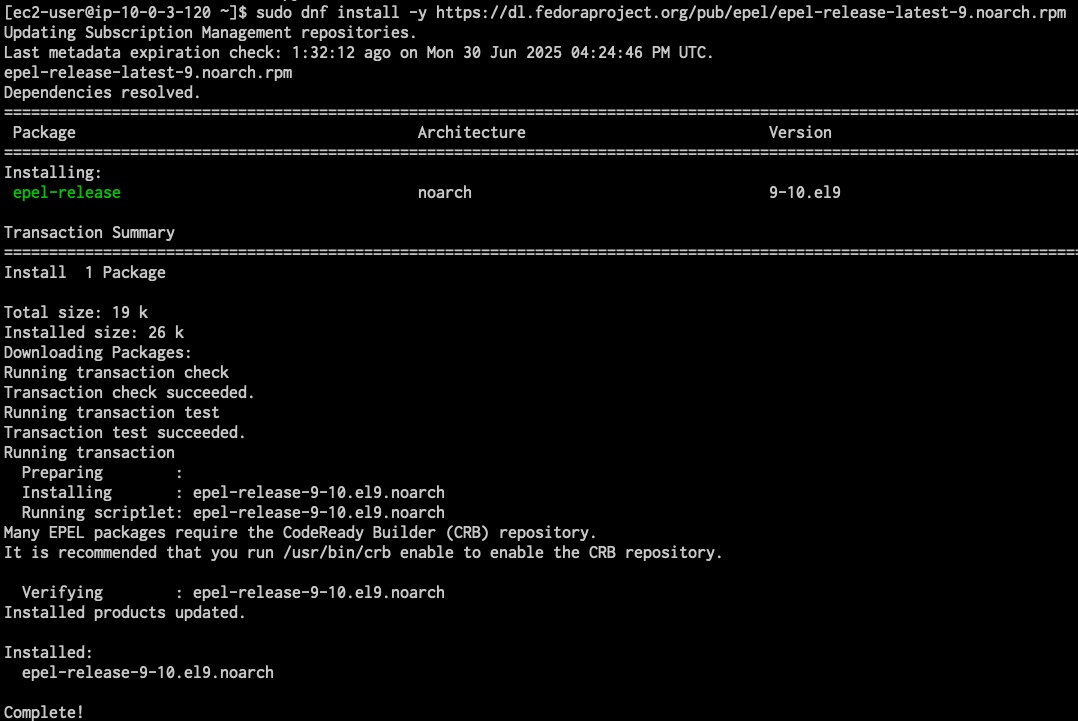 [ec2-user@ip-10-0-3-120 ~]$ sudo dnf install -y https://dl.fedoraproject.org/pub/epel/epel-release-latest-9.noarch.rpm
Updating Subscription Management repositories.
Last metadata expiration check: 1:32:12 ago on Mon 30 Jun 2025 04:24:46 PM UTC.
epel-release-latest-9.noarch.rpm
Dependencies resolved.
================================================================================
Package Architecture Version
================================================================================
Installing:
epel-release noarch 9-10.el9
Transaction Summary
================================================================================
Install  1 Package
Total size: 19 k
Installed size: 26 k
Downloading Packages:
Running transaction check
Transaction check succeeded.
Running transaction test
Transaction test succeeded.
Running transaction
  Preparing        :
  Installing       : epel-release-9-10.el9.noarch
  Running scriptlet: epel-release-9-10.el9.noarch
Many EPEL packages require the CodeReady Builder (CRB) repository.
It is recommended that you run /usr/bin/crb enable to enable the CRB repository.
  Verifying        : epel-release-9-10.el9.noarch
Installed products updated.
Installed:
  epel-release-9-10.el9.noarch
Complete!